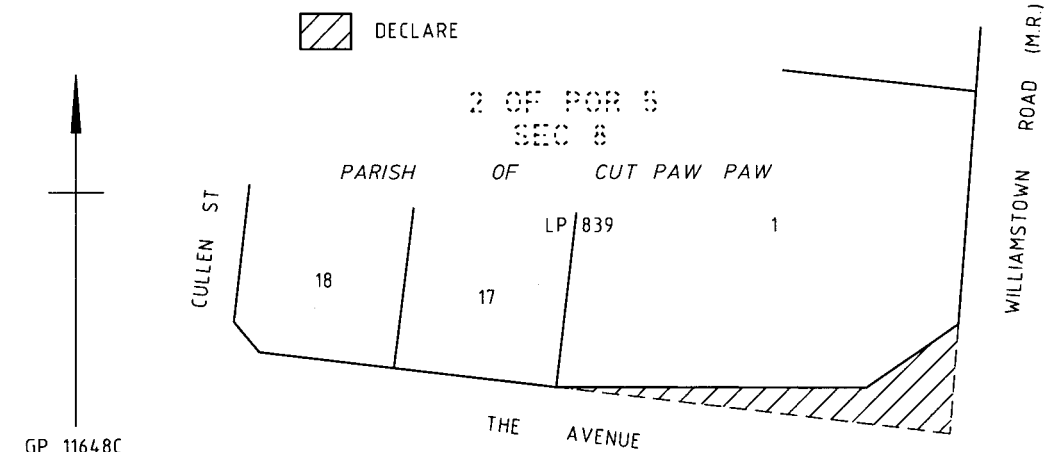 DECLARE
2 OF POR 5
SEC 8
PARISH OF CUT PAW PAW
LP 839
1
18
17
CULLEN ST
WILLIAMSTOWN ROAD (M.R.)
THE AVENUE
GP 11648C